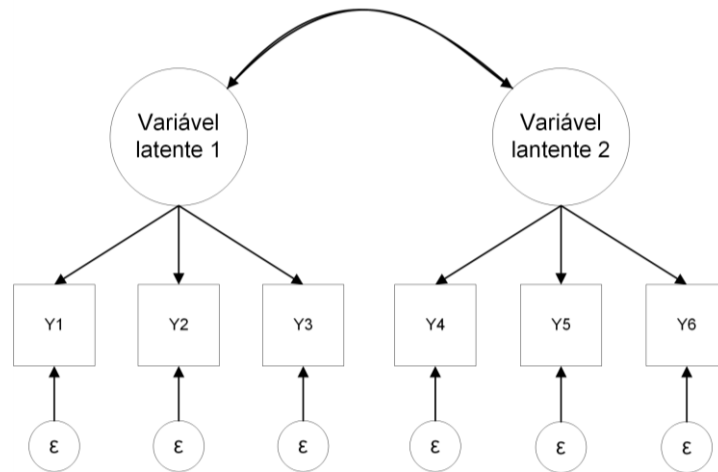 Variável
latente 1
Variável
lantente 2
Y1
Y2
Y3
Y4
Y5
Y6
ε
ε
ε
ε
ε
ε